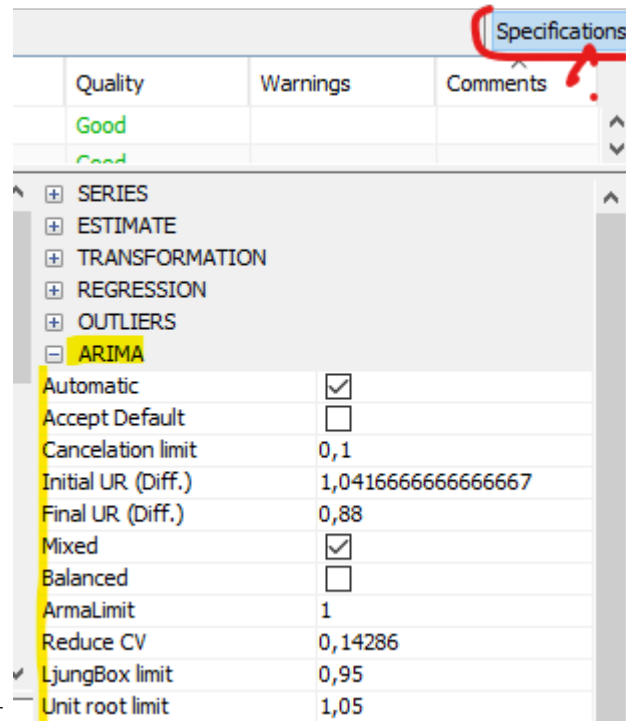 Specifications
Quality Warnings Comments
Good
Good
SERIES
ESTIMATE
TRANSFORMATION
REGRESSION
OUTLIERS
ARIMA
Automatic
Accept Default
Cancelation limit 0,1
Initial UR (Diff.) 1,0416666666666667
Final UR (Diff.) 0,88
Mixed
Balanced
ArmaLimit 1
Reduce CV 0,14286
LjungBox limit 0,95
Unit root limit 1,05